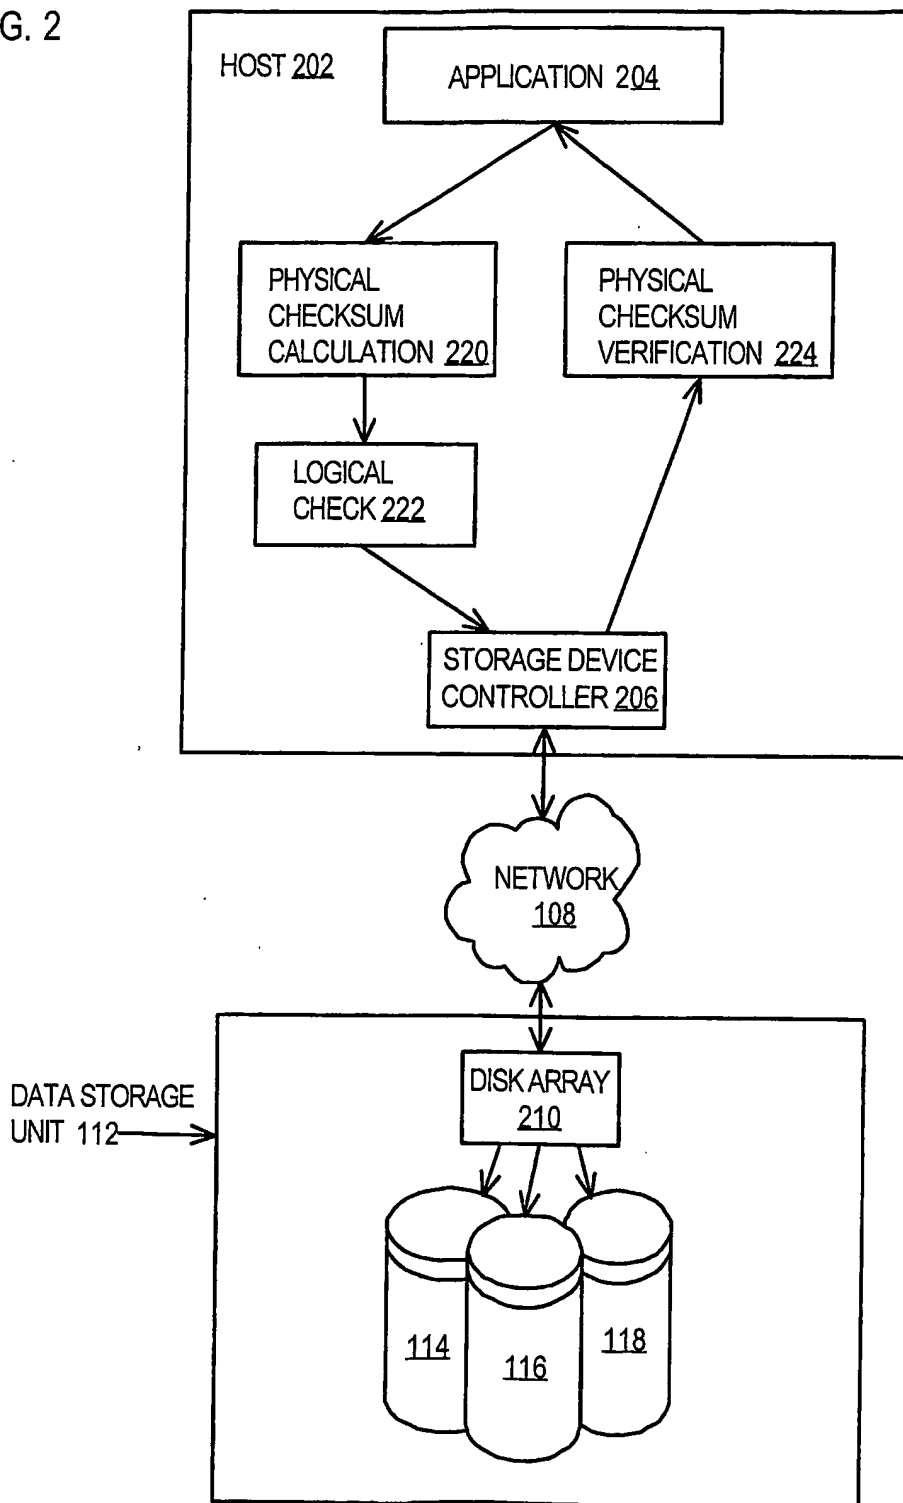 G. 2
HOST 202
APPLICATION 204
PHYSICAL
CHECKSUM
CALCULATION 220
PHYSICAL
CHECKSUM
VERIFICATION 224
LOGICAL
CHECK 222
STORAGE DEVICE
CONTROLLER 206
NETWORK
108
DISK ARRAY
210
DATA STORAGE
UNIT 112
114
116
118